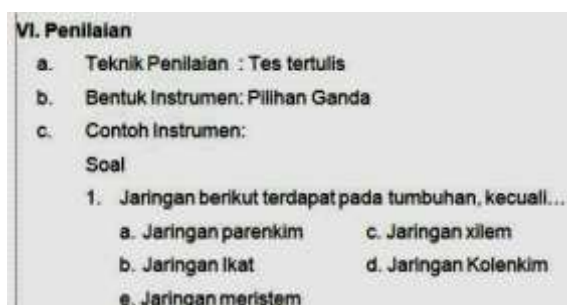 VI. Penilaian
a. Teknik Penilaian : Tes tertulis
b. Bentuk Instrumen: Pilihan Ganda
c. Contoh Instrumen:
Soal
1. Jaringan berikut terdapat pada tumbuhan, kecuali...
a. Jaringan parenkim c. Jaringan xilem
b. Jaringan Ikat d. Jaringan Kolenkim
e. Jaringan meristem